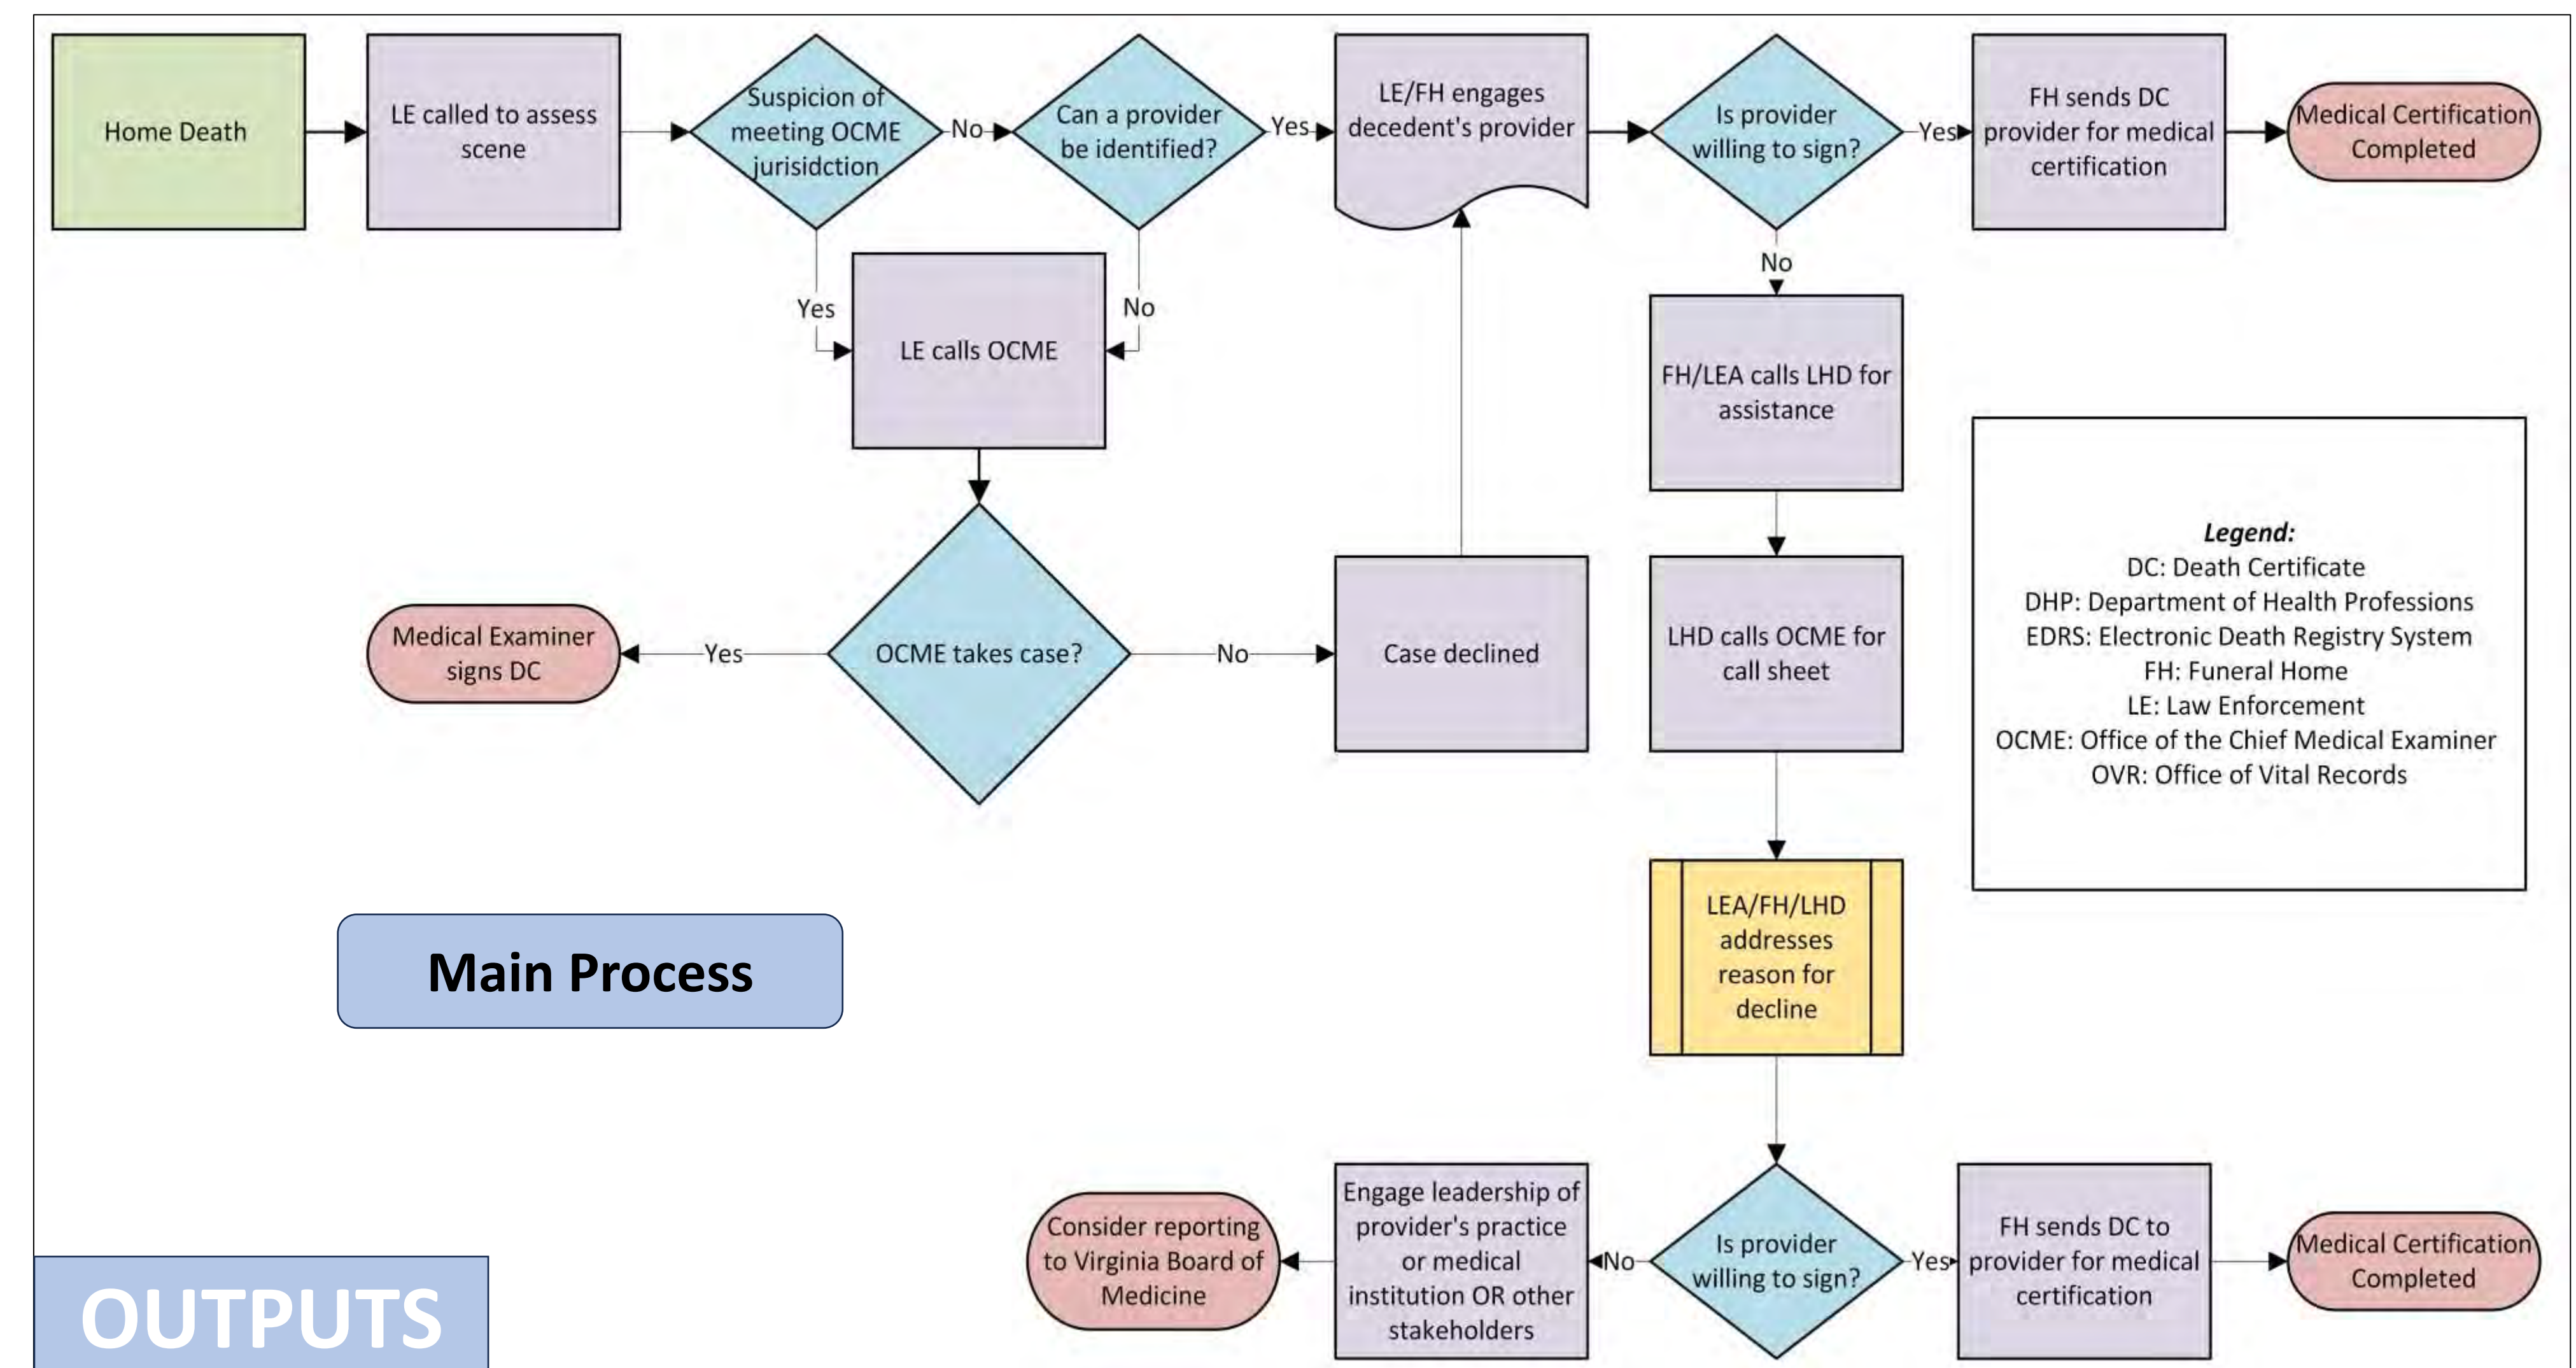 Home Death
LE called to assess
scene
Suspicion of
meeting OCME
jurisidction
No
Can a provider
be identified?
Yes
LE/FH engages
decedent's provider
Is provider
willing to sign?
Yes
FH sends DC
provider for medical
certification
Medical Certification
Completed
Yes
No
LE calls OCME
No
FH/LEA calls LHD for
assistance
Medical Examiner
signs DC
Yes
OCME takes case?
No
Case declined
LHD calls OCME for
call sheet
Legend:
DC: Death Certificate
DHP: Department of Health Professions
EDRS: Electronic Death Registry System
FH: Funeral Home
LE: Law Enforcement
OCME: Office of the Chief Medical Examiner
OVR: Office of Vital Records
LEA/FH/LHD
addresses
reason for
decline
Main Process
Consider reporting
to Virginia Board of
Medicine
Engage leadership of
provider's practice
or medical
institution OR other
stakeholders
No
Is provider
willing to sign?
Yes
FH sends DC to
provider for medical
certification
Medical Certification
Completed
OUTPUTS